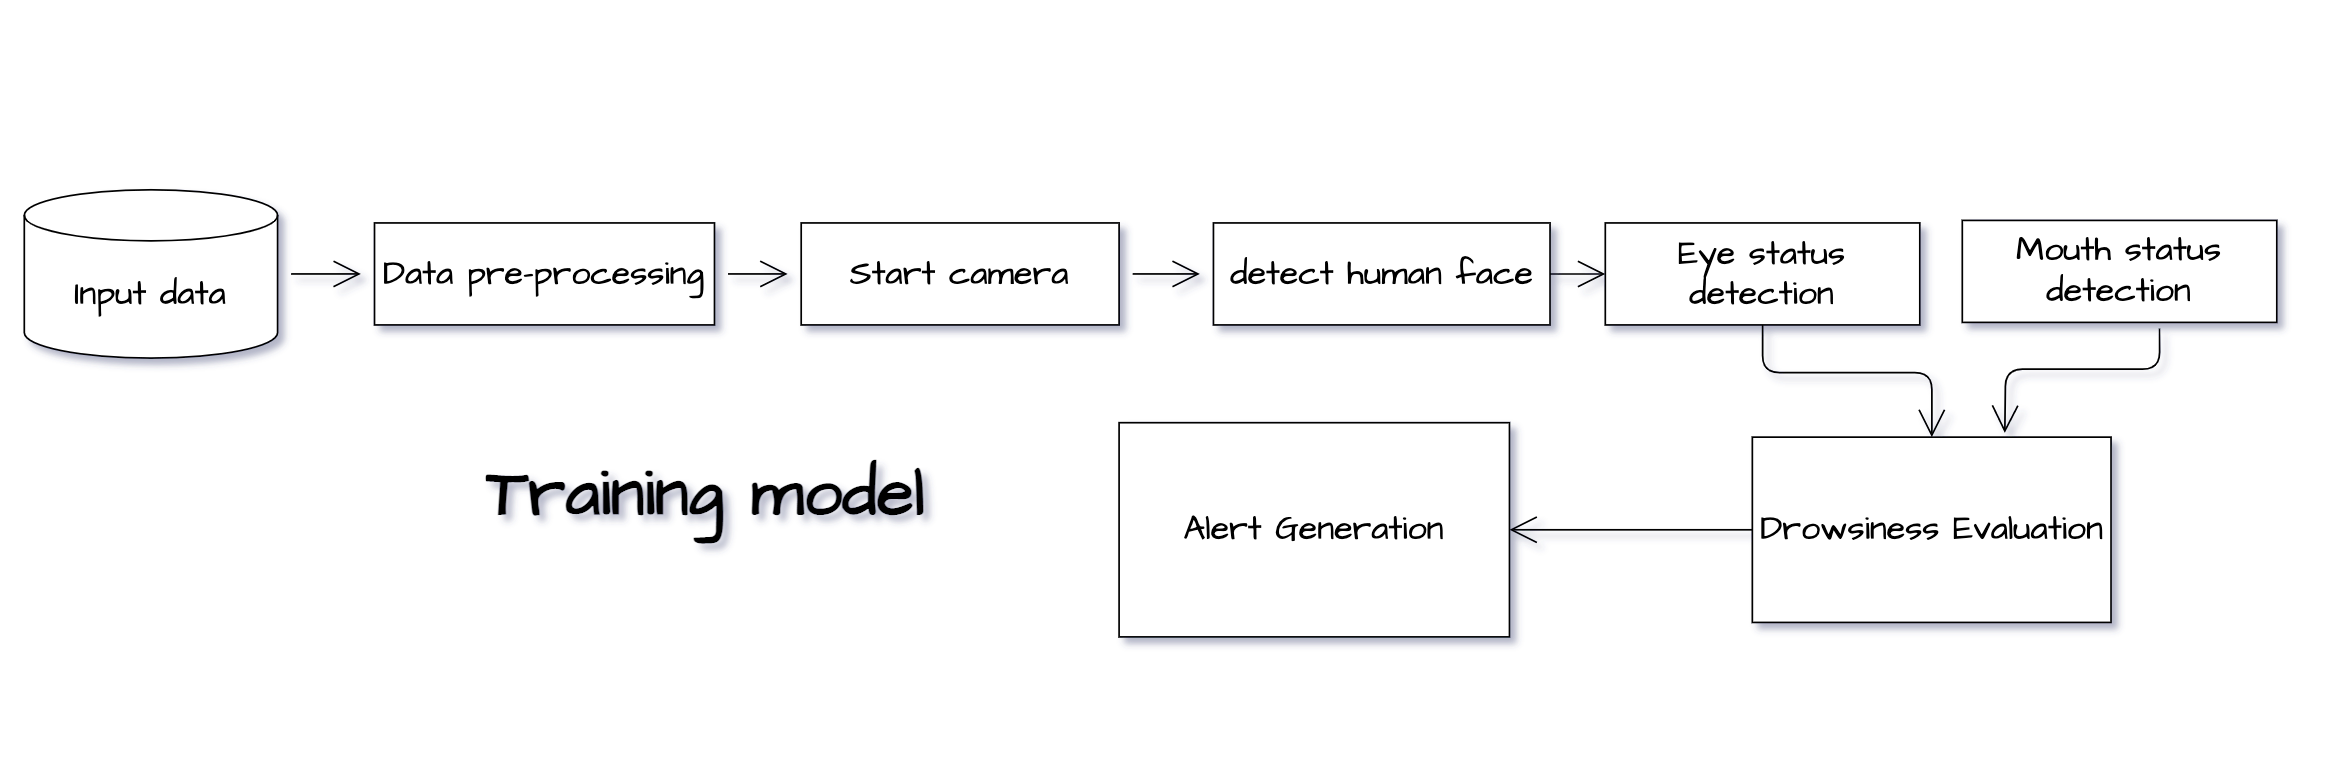 Input data
Data pre-processing
Start camera
detect human face
Eye status
detection
Mouth status
detection
Training model
Alert Generation
Drowsiness Evaluation